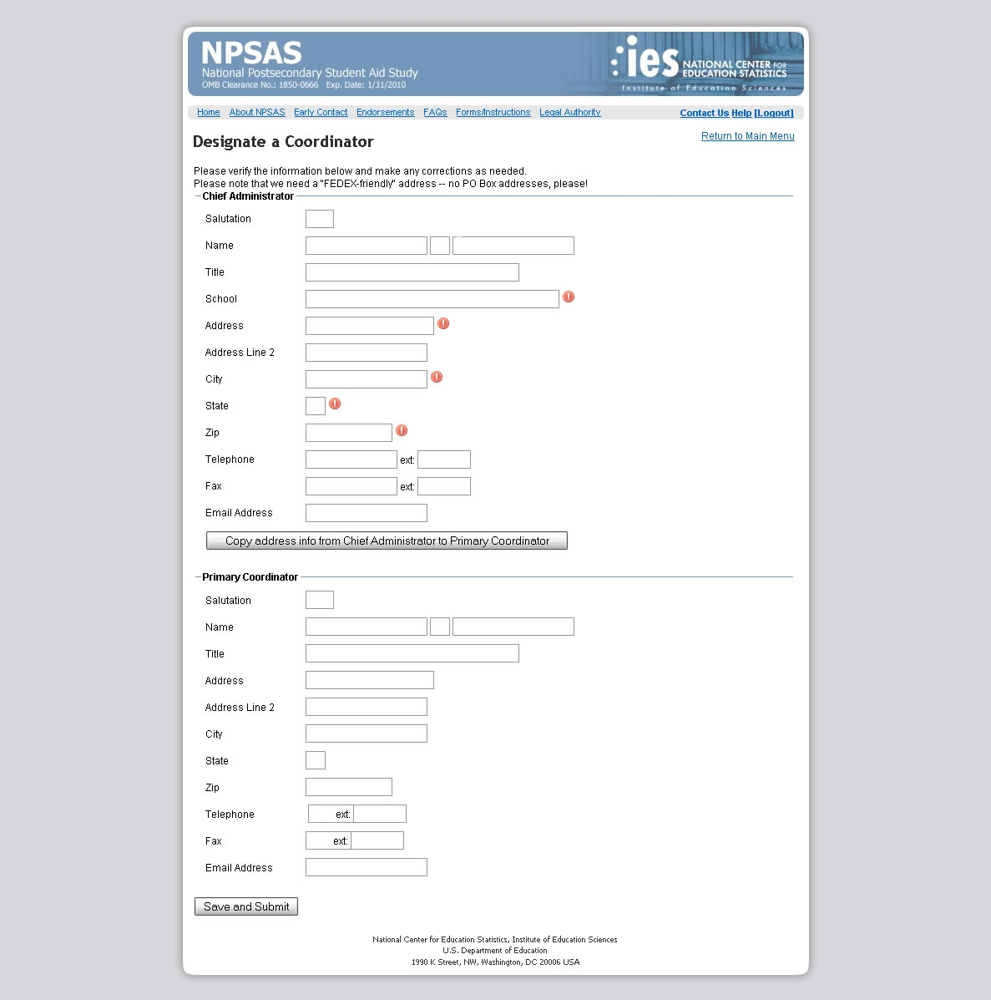 NPSAS
National Postsecondary Student Aid Study
OMB Clearance No.: 1850-0666 Exp. Date: 1/31/2010
ies NATIONAL CENTER FOR EDUCATION STATISTICS
Institute of Education Sciences
Home About NPSAS Early Contact Endorsements FAQs Forms/Instructions Legal Authority Contact Us Help [Logout]
Return to Main Menu
Designate a Coordinator
Please verify the information below and make any corrections as needed.
Please note that we need a "FEDEX-friendly" address -- no PO Box addresses, please!
Chief Administrator
Salutation
Name
Title
School
Address
Address Line 2
City
State
Zip
Telephone ext:
Fax ext:
Email Address
Copy address info from Chief Administrator to Primary Coordinator
Primary Coordinator
Salutation
Name
Title
Address
Address Line 2
City
State
Zip
Telephone ext:
Fax ext:
Email Address
Save and Submit
National Center for Education Statistics, Institute of Education Sciences
U.S. Department of Education
1990 K Street, NW, Washington, DC 20006 USA